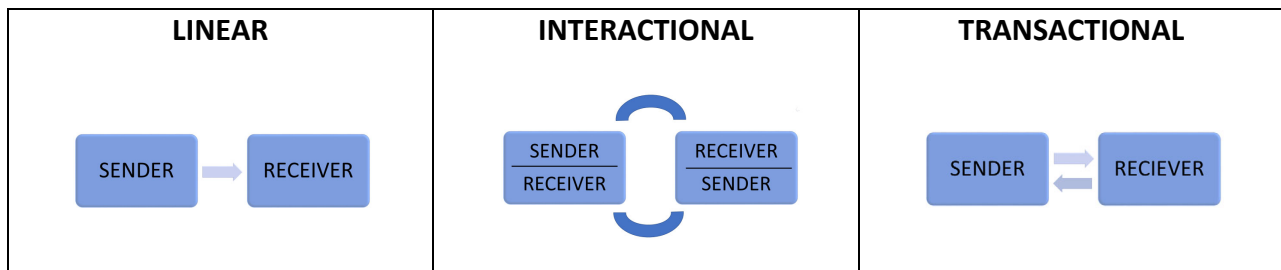 LINEAR
SENDER
RECEIVER
INTERACTIONAL
SENDER
RECEIVER
RECEIVER
SENDER
TRANSACTIONAL
SENDER
RECIEVER